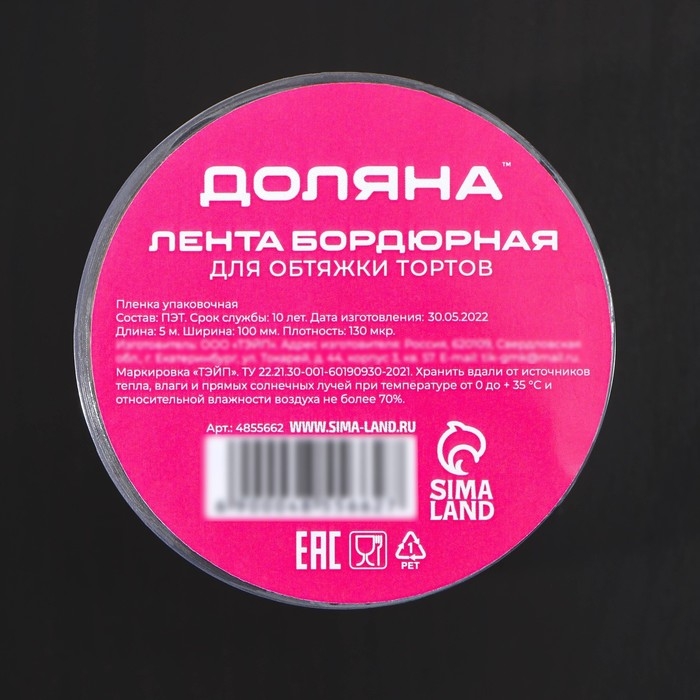 ДОЛЯНА™
ЛЕНТА БОРДЮРНАЯ
ДЛЯ ОБТЯЖКИ ТОРТОВ
Пленка упаковочная
Состав: ПЭТ. Срок службы: 10 лет. Дата изготовления: 30.05.2022
Длина: 5 м. Ширина: 100 мм. Плотность: 130 мкр.
Маркировка «ТЭЙП». ТУ 22.21.30-001-60190930-2021. Хранить вдали от источников
тепла, влаги и прямых солнечных лучей при температуре от 0 до + 35 °С и
относительной влажности воздуха не более 70%.
Арт.: 4855662 WWW.SIMA-LAND.RU
SIMA
LAND
EAC
1
PET